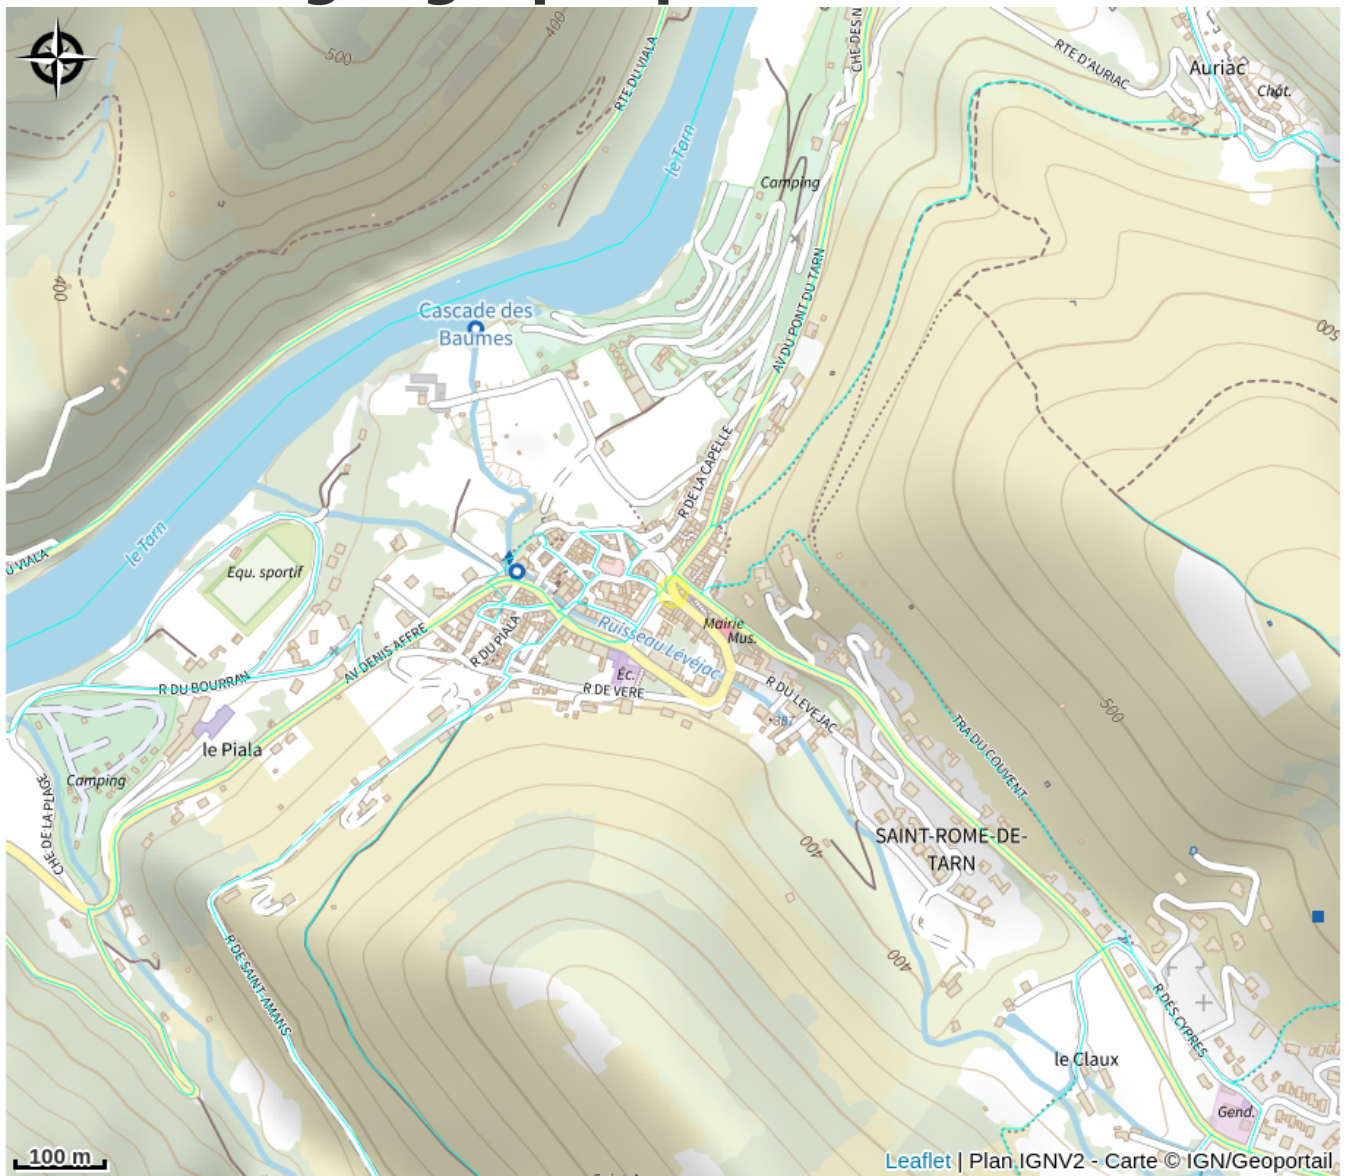 500
400
RTE DU VIALA
CHE DES N
RTE D'AURIAC
Auriac
Chât.
le Tarn
Camping
400
AV DU PONT DU TARN
Cascade des
Baumes
500
R DE LA CAPELLE
le Tarn
U VIALA
Equ. sportif
Mairie
Mus.
Ruisseau Lévéjac
R DU PIALA
AV DENIS AFFRE
Éc.
R DU BOURRAN
R DE VERE
R DU LEVEJAC
387
500
TRA DU COUVENT
le Piala
Camping
CHE DE LA PLAGE
400
SAINT-ROME-DE-
TARN
400
R DE SAINT-AMANS
R DES CYPRES
le Claux
Gend.
100 m
Leaflet | Plan IGNV2 - Carte © IGN/Geoportail